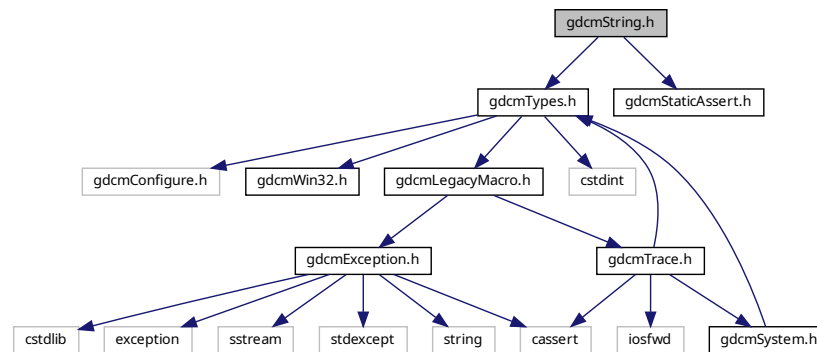 gdcmString.h
gdcmTypes.h
gdcmStaticAssert.h
gdcmConfigure.h
gdcmWin32.h
gdcmLegacyMacro.h
cstdint
gdcmException.h
gdcmTrace.h
cstdlib
exception
sstream
stdexcept
string
cassert
iosfwd
gdcmSystem.h